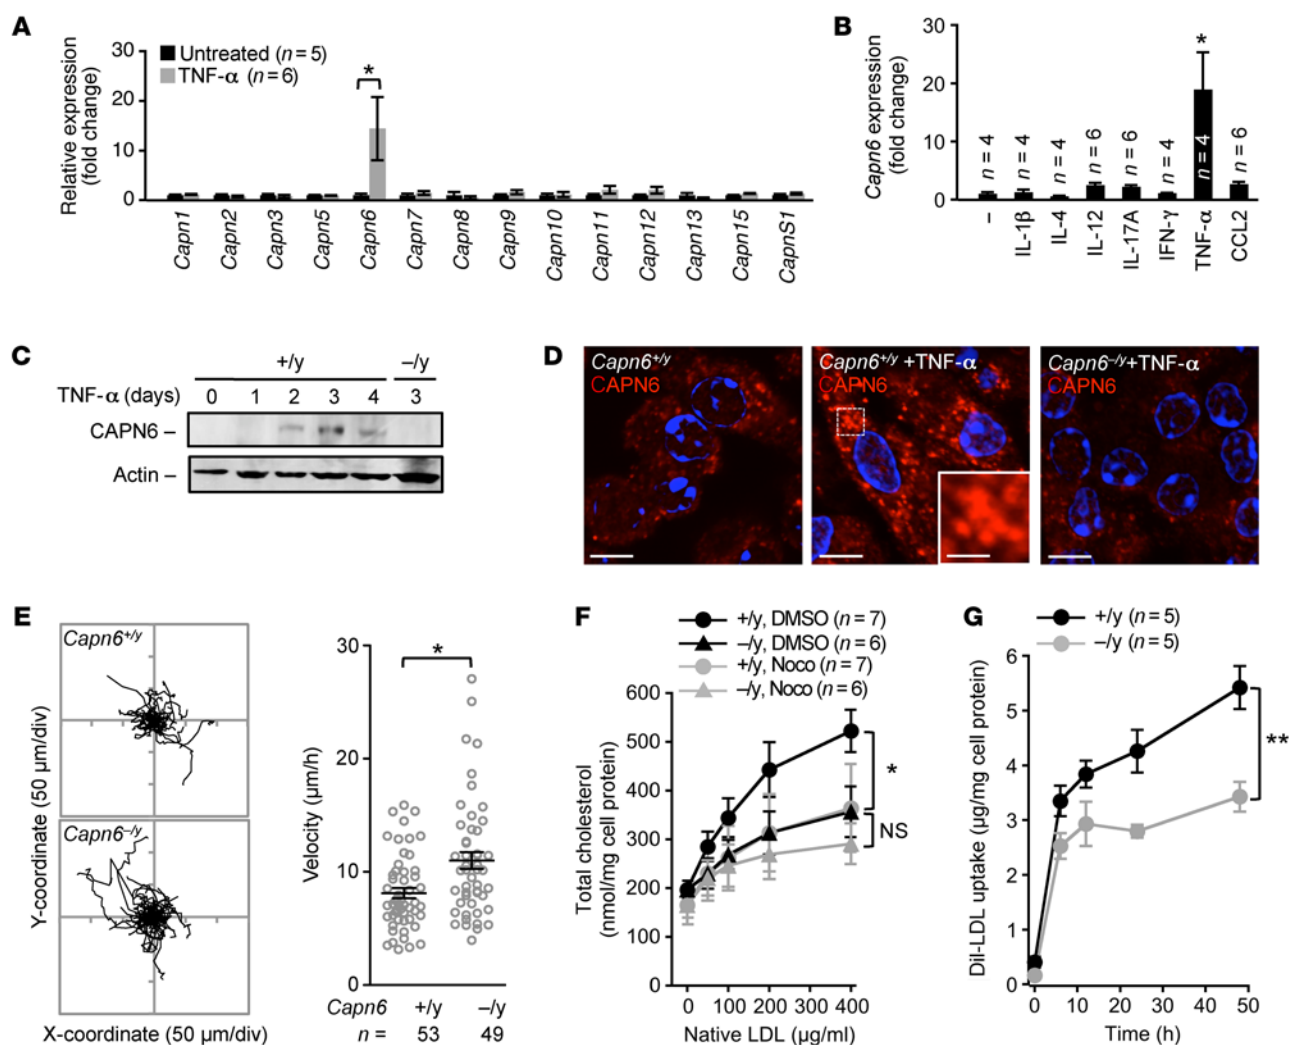 A
Relative expression
(fold change)
30
20
10
0
Untreated (n = 5)
TNF-α (n = 6)
*
Capn1
Capn2
Capn3
Capn5
Capn6
Capn7
Capn8
Capn9
Capn10
Capn11
Capn12
Capn13
Capn15
CapnS1
B
Capn6 expression
(fold change)
30
20
10
0
n = 4
n = 4
n = 4
n = 6
n = 6
n = 4
n = 4
n = 6
*
–
IL-1β
IL-4
IL-12
IL-17A
IFN-γ
TNF-α
CCL2
C
+/y –/y
TNF-α (days) 0 1 2 3 4 3
CAPN6 –
Actin –
D
Capn6+/y
CAPN6
Capn6+/y +TNF-α
CAPN6
Capn6–/y+TNF-α
CAPN6
E
Capn6+/y
Capn6–/y
Y-coordinate (50 µm/div)
X-coordinate (50 µm/div)
Velocity (µm/h)
30
20
10
0
*
Capn6 +/y –/y
n = 53 49
F
+/y, DMSO (n = 7)
–/y, DMSO (n = 6)
+/y, Noco (n = 7)
–/y, Noco (n = 6)
Total cholesterol
(nmol/mg cell protein)
600
500
400
300
200
100
0
*
NS
0 100 200 300 400
Native LDL (µg/ml)
G
+/y (n = 5)
–/y (n = 5)
Dil-LDL uptake (µg/mg cell protein)
6
5
4
3
2
1
0
**
0 10 20 30 40 50
Time (h)